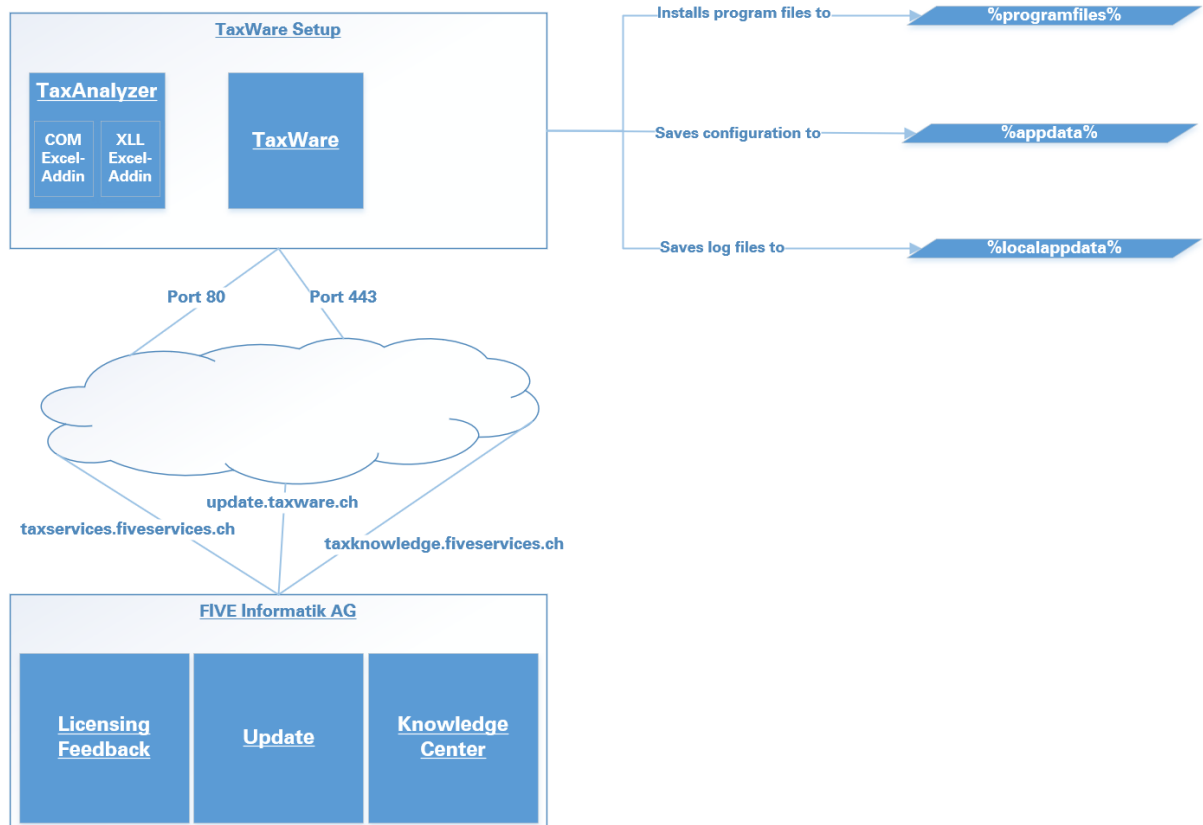 TaxWare Setup
TaxAnalyzer
COM
Excel-
Addin
XLL
Excel-
Addin
TaxWare
Installs program files to
%programfiles%
Saves configuration to
%appdata%
Saves log files to
%localappdata%
Port 80
Port 443
update.taxware.ch
taxservices.fiveservices.ch
taxknowledge.fiveservices.ch
FIVE Informatik AG
Licensing
Feedback
Update
Knowledge
Center